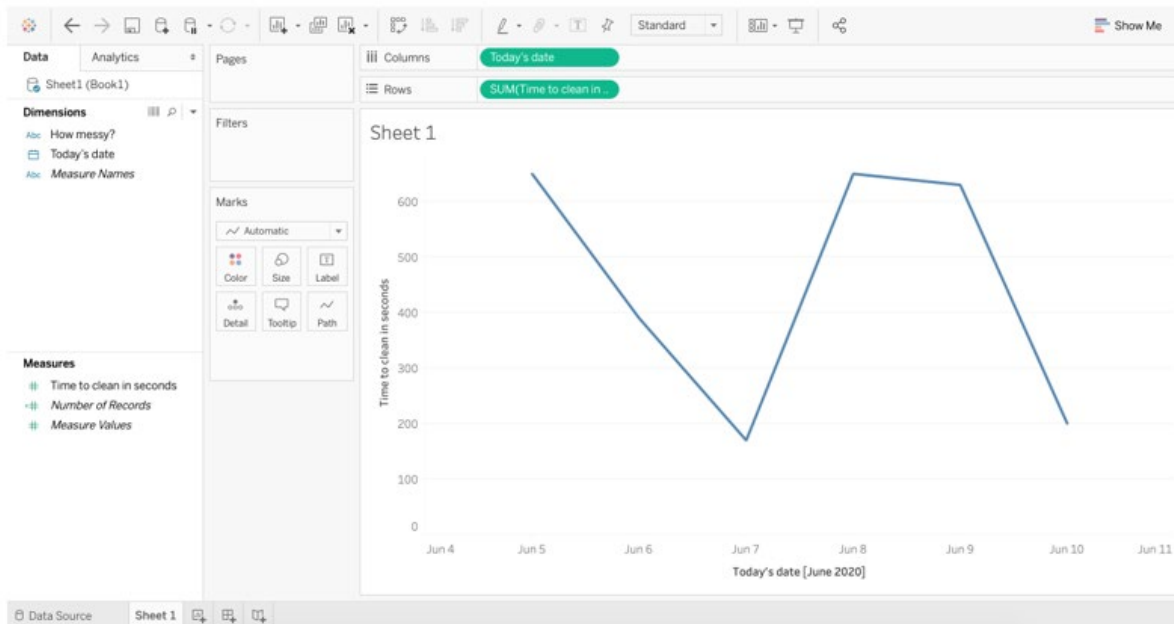 Standard
Show Me
Data
Analytics
Sheet1 (Book1)
Dimensions
Abc How messy?
Today's date
Abc Measure Names
Measures
# Time to clean in seconds
=# Number of Records
# Measure Values
Pages
Filters
Marks
Automatic
Color
Size
Label
Detail
Tooltip
Path
Columns
Today's date
Rows
SUM(Time to clean in ..
Sheet 1
Time to clean in seconds
600
500
400
300
200
100
0
Jun 4
Jun 5
Jun 6
Jun 7
Jun 8
Jun 9
Jun 10
Jun 11
Today's date [June 2020]
Data Source
Sheet 1